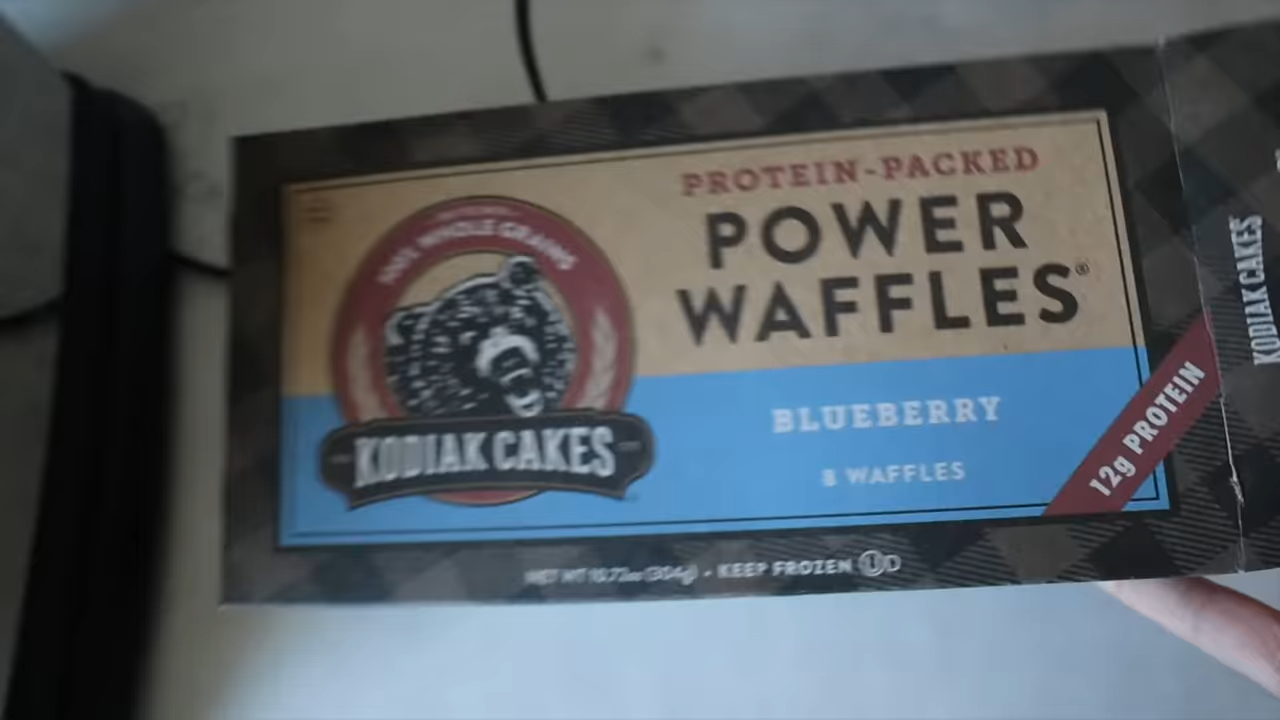 100% WHOLE GRAINS
KODIAK CAKES
PROTEIN-PACKED
POWER
WAFFLES®
BLUEBERRY
8 WAFFLES
12g PROTEIN
NET WT 10.72oz (304g) • KEEP FROZEN UD
KODIAK CAKES